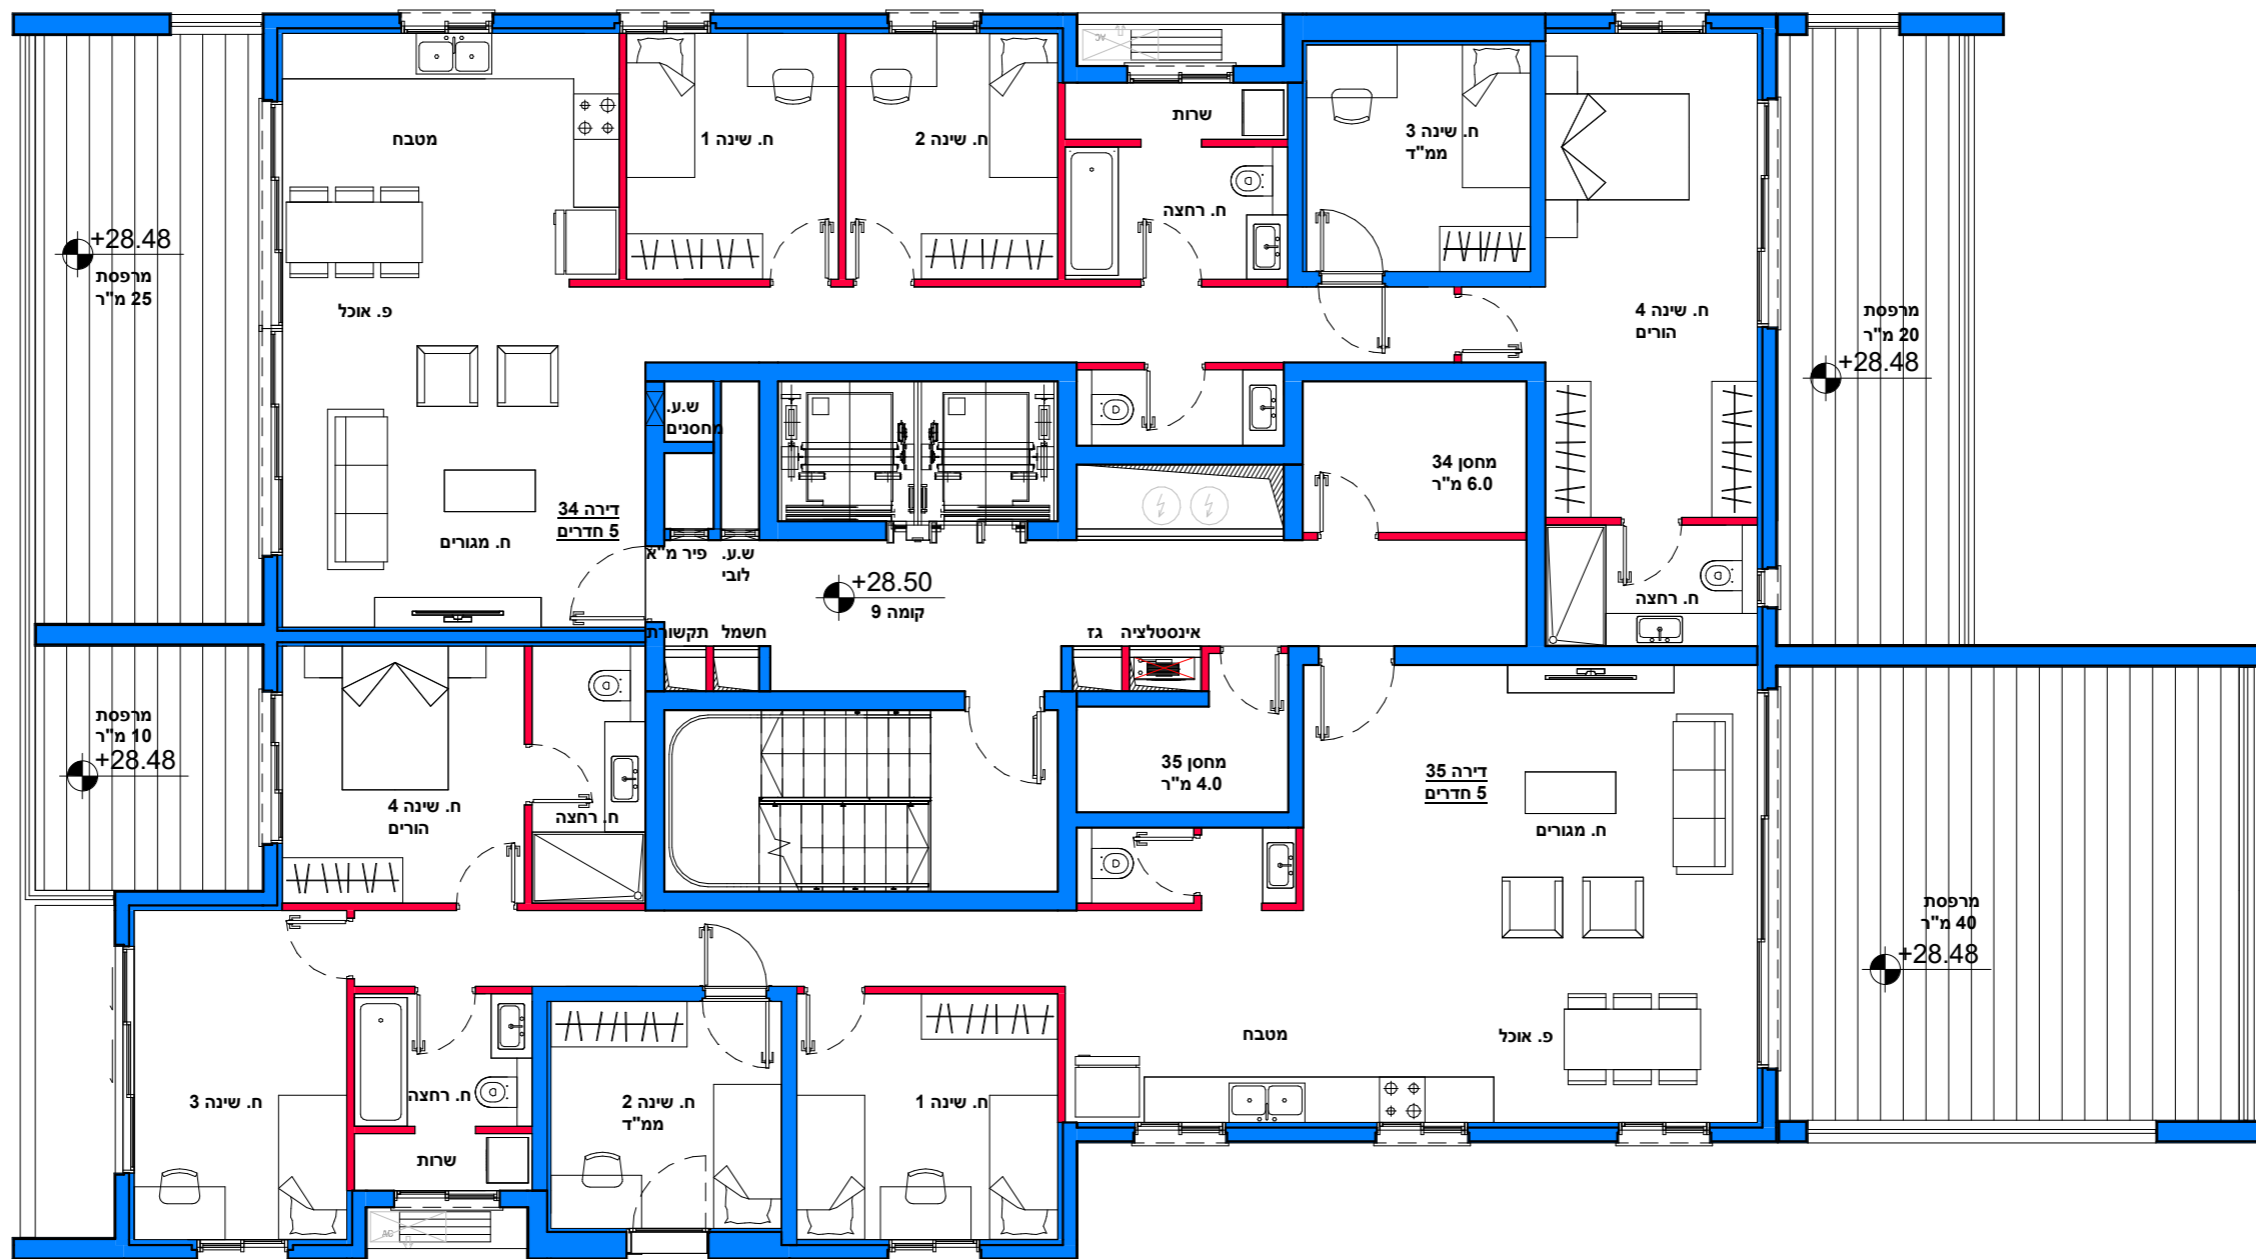 AC
שרות
מטבח
ח. שינה 1
ח. שינה 2
ח. שינה 3
ממ"ד
ח. רחצה
+28.48
מרפסת
25 מ"ר
פ. אוכל
ח. שינה 4
הורים
מרפסת
20 מ"ר
+28.48
ש.ע.
מחסנים
מחסן 34
6.0 מ"ר
דירה 34
5 חדרים
ח. מגורים
פיר מ"א
ש.ע.
לובי
+28.50
קומה 9
ח. רחצה
תקשורת
חשמל
גז
אינסטלציה
מרפסת
10 מ"ר
+28.48
ח. שינה 4
הורים
ח. רחצה
מחסן 35
4.0 מ"ר
דירה 35
5 חדרים
ח. מגורים
מרפסת
40 מ"ר
+28.48
מטבח
פ. אוכל
ח. שינה 3
ח. רחצה
ח. שינה 2
ממ"ד
ח. שינה 1
שרות
AC